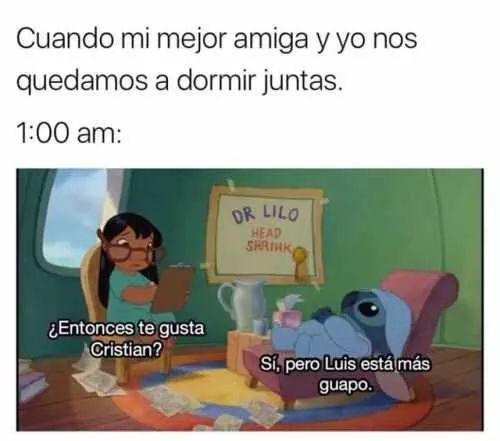 Cuando mi mejor amiga y yo nos
quedamos a dormir juntas.
1:00 am:
DR LILO
HEAD
SHRINK
¿Entonces te gusta
Cristian?
Sí, pero Luis está más
guapo.